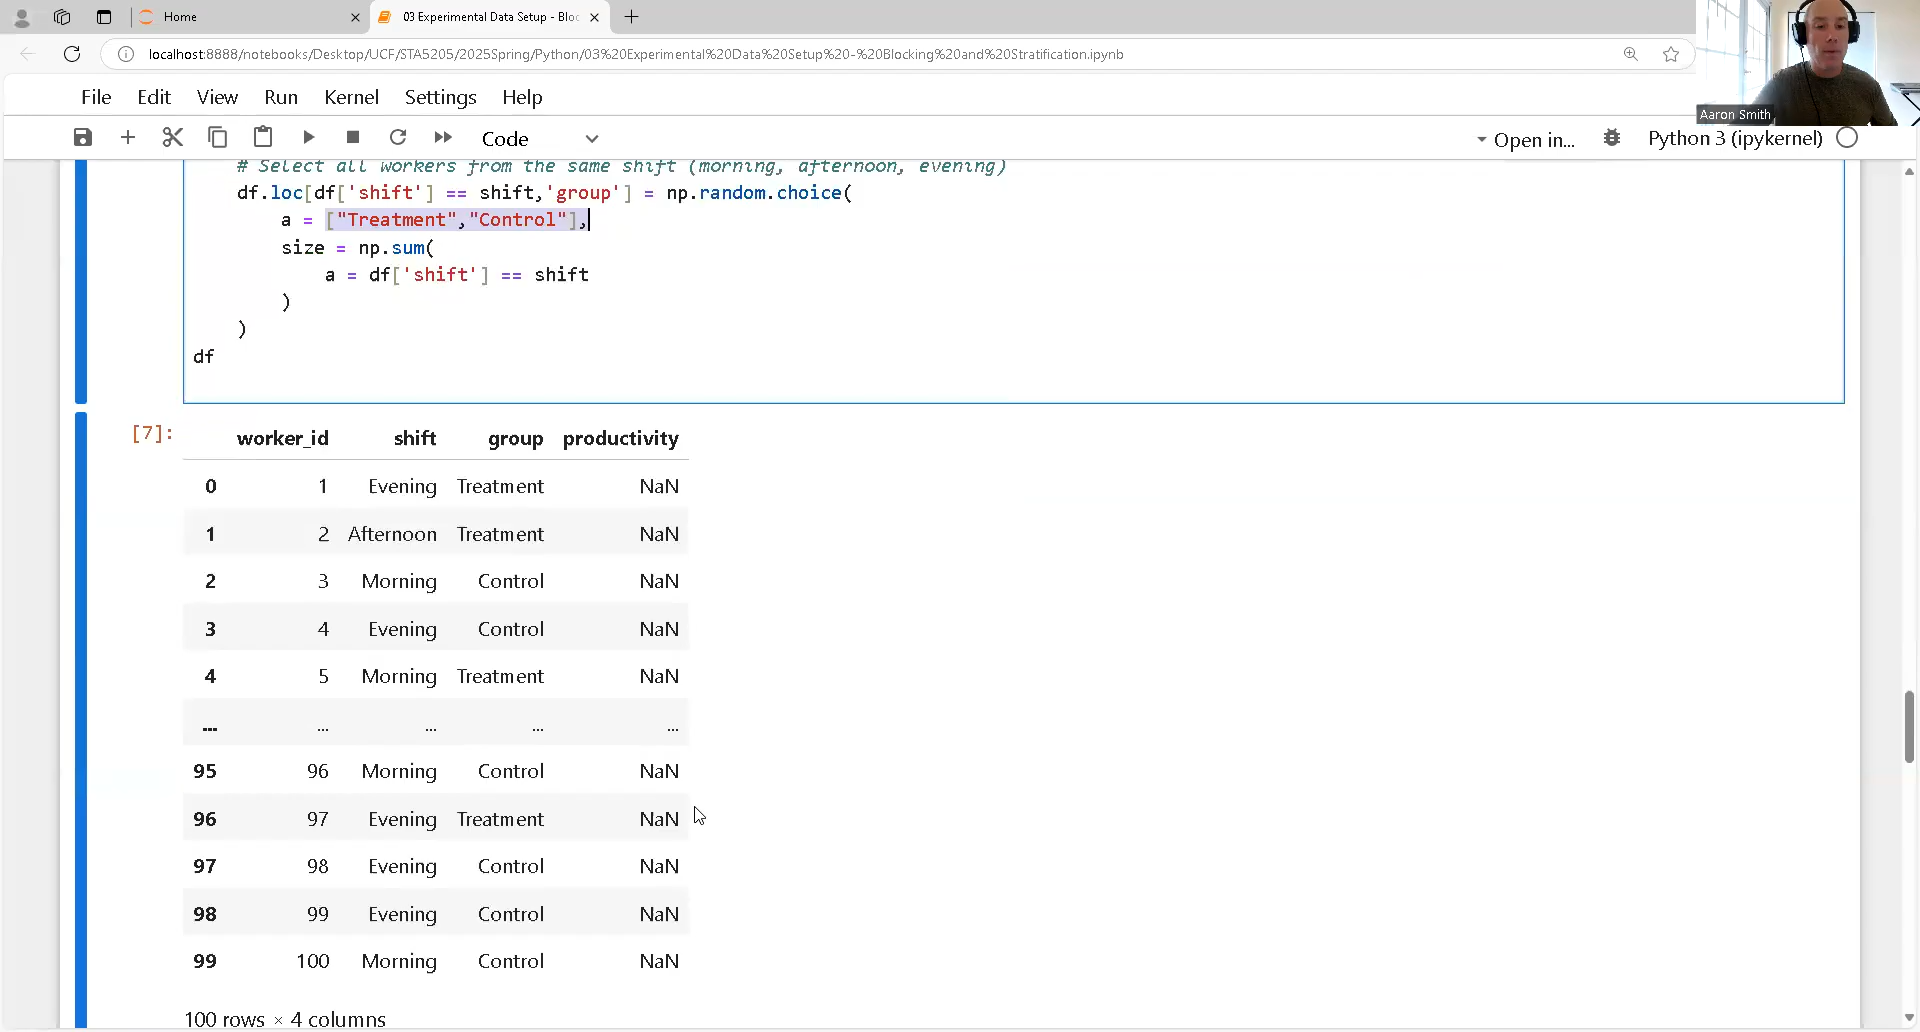 Home
03 Experimental Data Setup - Bloc
localhost:8888/notebooks/Desktop/UCF/STA5205/2025Spring/Python/03%20Experimental%20Data%20Setup%20-%20Blocking%20and%20Stratification.ipynb
Aaron Smith
File Edit View Run Kernel Settings Help
Code
Open in...
Python 3 (ipykernel)
# Select all workers from the same shift (morning, afternoon, evening)
df.loc[df['shift'] == shift,'group'] = np.random.choice(
a = ["Treatment","Control"],
size = np.sum(
a = df['shift'] == shift
)
)
df
[7]:
worker_id shift group productivity
0 1 Evening Treatment NaN
1 2 Afternoon Treatment NaN
2 3 Morning Control NaN
3 4 Evening Control NaN
4 5 Morning Treatment NaN
... ... ... ... ...
95 96 Morning Control NaN
96 97 Evening Treatment NaN
97 98 Evening Control NaN
98 99 Evening Control NaN
99 100 Morning Control NaN
100 rows × 4 columns